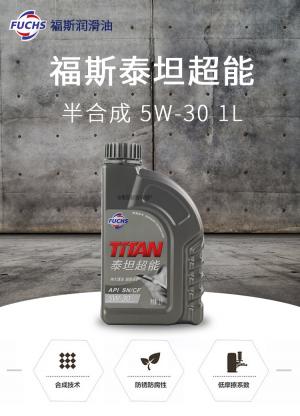 FUCHS 福斯润滑油
福斯泰坦超能
半合成 5W-30 1L
FUCHS
TITAN
泰坦超能
API SN/CF
5W-30
合成技术
防锈防腐性
低摩擦系数